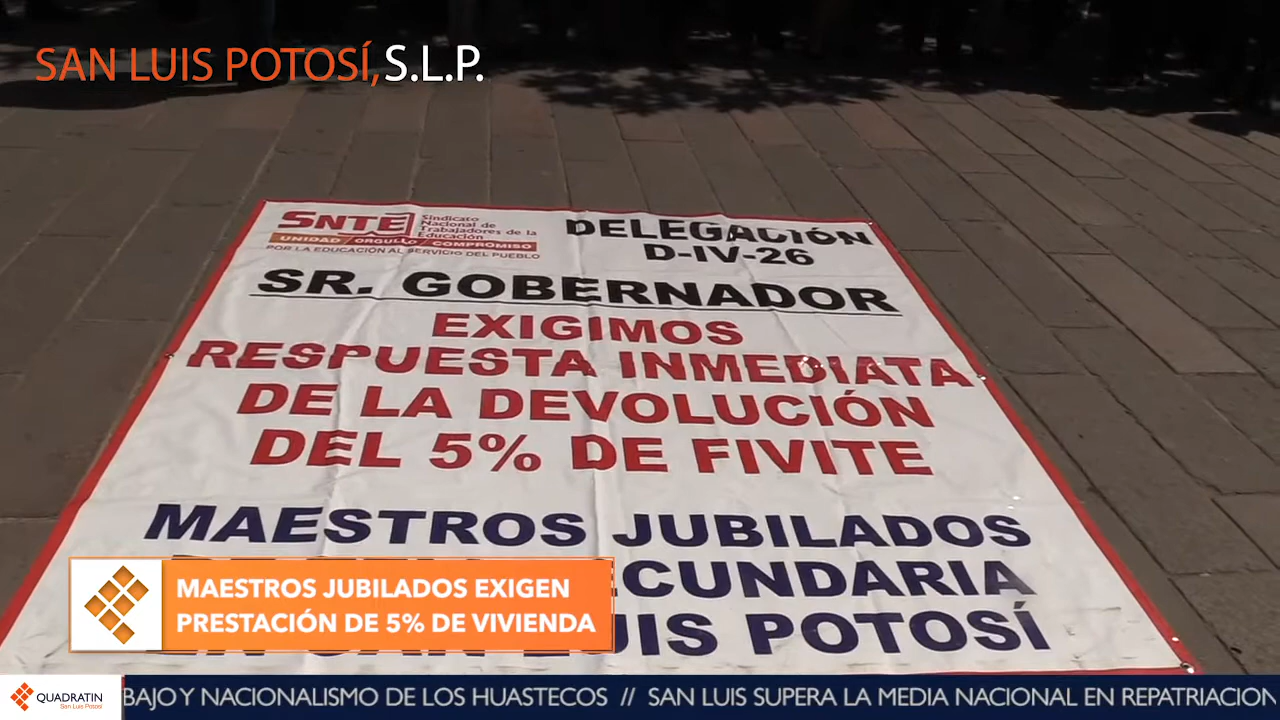 SAN LUIS POTOSÍ, S.L.P.
SNTE
Sindicato
Nacional de
Trabajadores de la
Educación
UNIDAD / ORGULLO / COMPROMISO
POR LA EDUCACIÓN AL SERVICIO DEL PUEBLO
DELEGACIÓN
D-IV-26
SR. GOBERNADOR
EXIGIMOS
RESPUESTA INMEDIATA
DE LA DEVOLUCIÓN
DEL 5% DE FIVITE
MAESTROS JUBILADOS
CUNDARIA
UIS POTOSÍ
MAESTROS JUBILADOS EXIGEN
PRESTACIÓN DE 5% DE VIVIENDA
QUADRATIN
San Luis Potosí
BAJO Y NACIONALISMO DE LOS HUASTECOS // SAN LUIS SUPERA LA MEDIA NACIONAL EN REPATRIACION